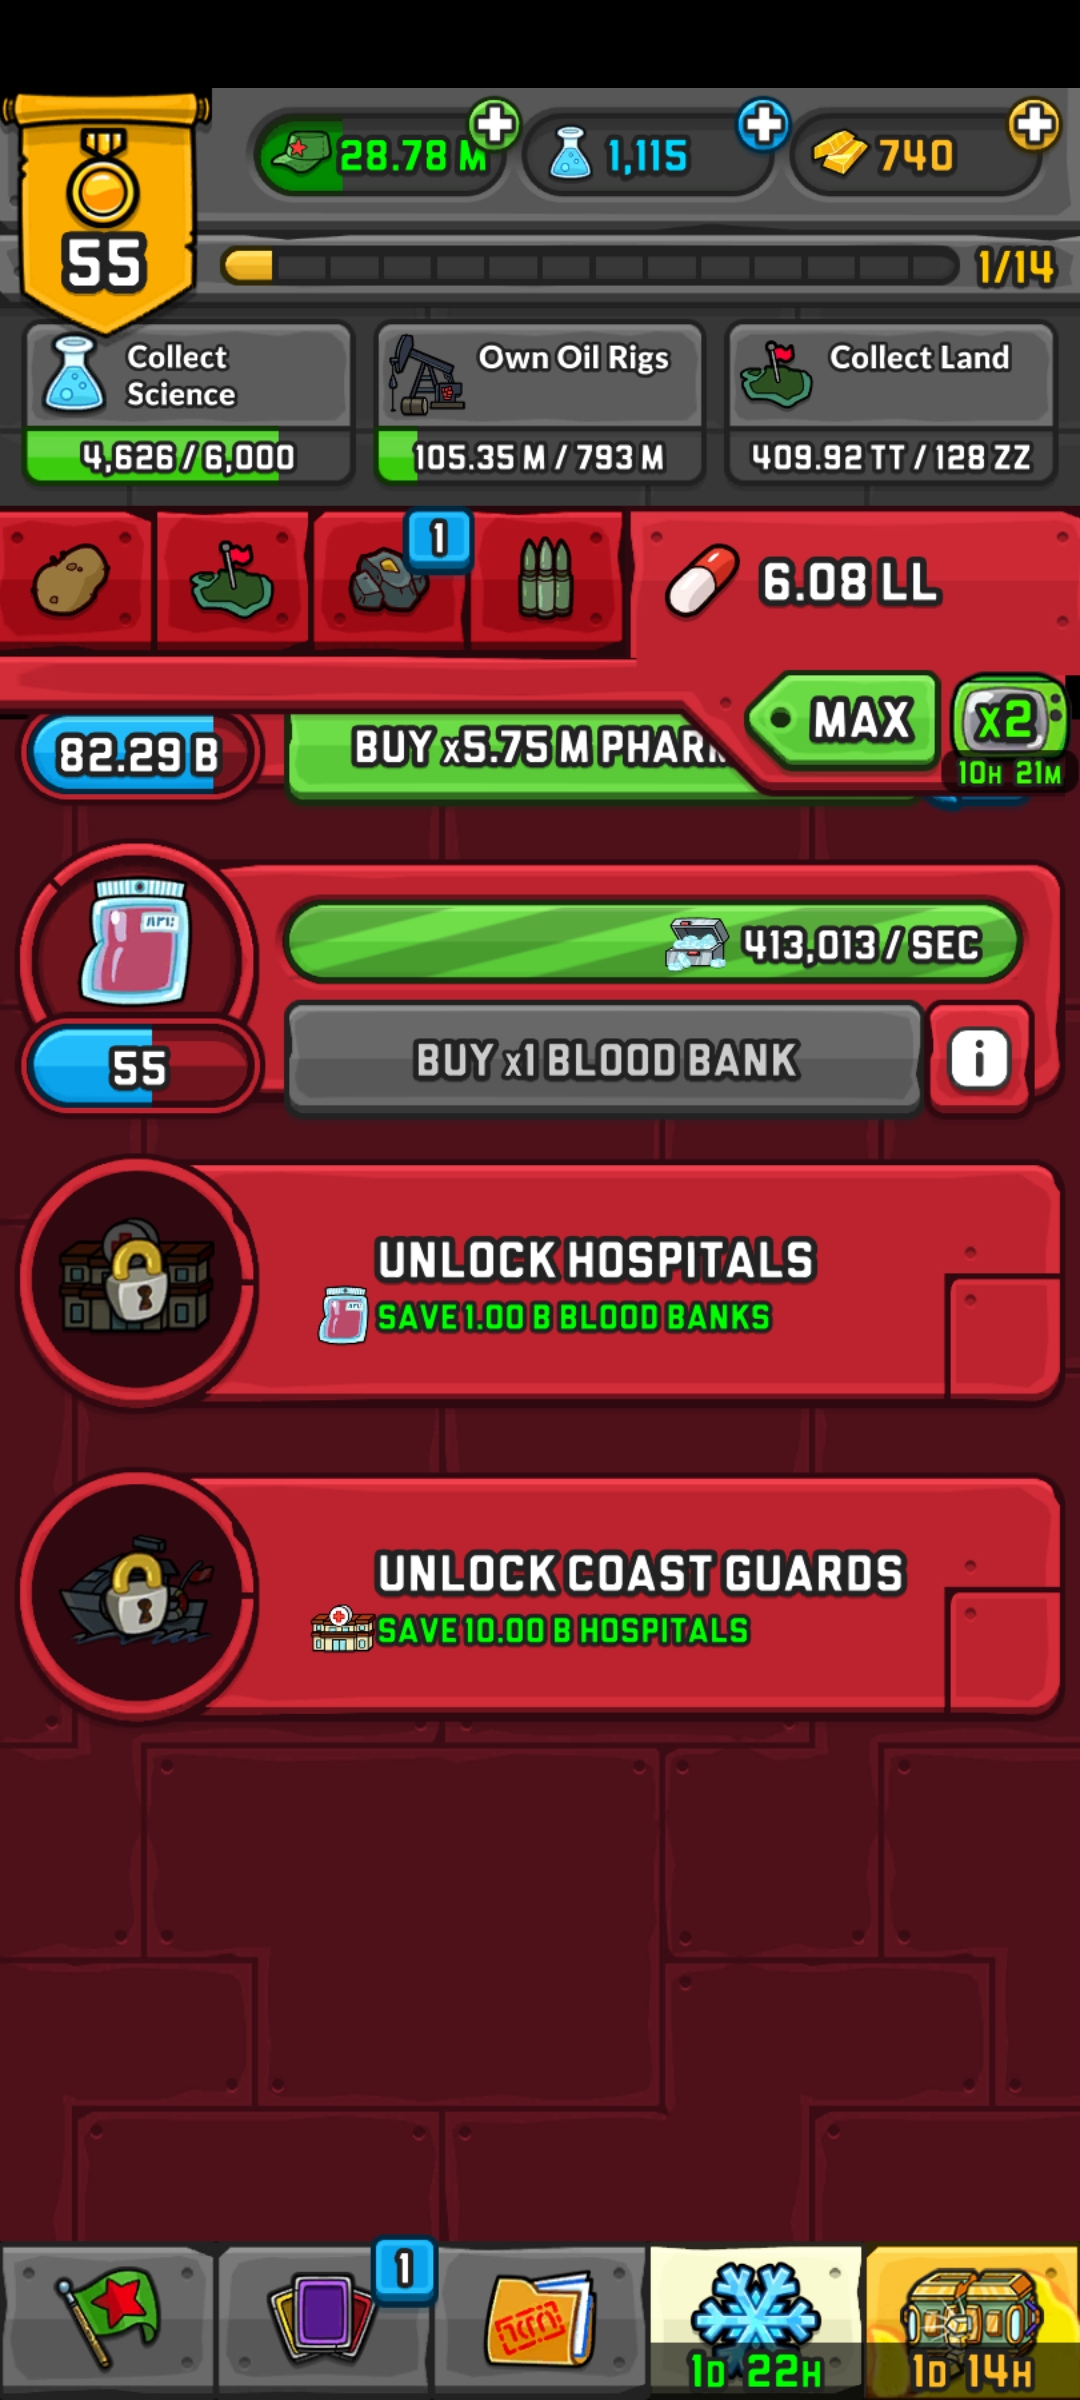 28.78 M
1,115
740
55
1/14
Collect
Science
4,626 / 6,000
Own Oil Rigs
105.35 M / 793 M
Collect Land
409.92 TT / 128 ZZ
1
6.08 LL
MAX
x2
10H 21M
82.29 B
BUY x5.75 M PHARM
413,013 / SEC
55
BUY x1 BLOOD BANK
i
UNLOCK HOSPITALS
SAVE 1.00 B BLOOD BANKS
UNLOCK COAST GUARDS
SAVE 10.00 B HOSPITALS
1
1D 22H
1D 14H